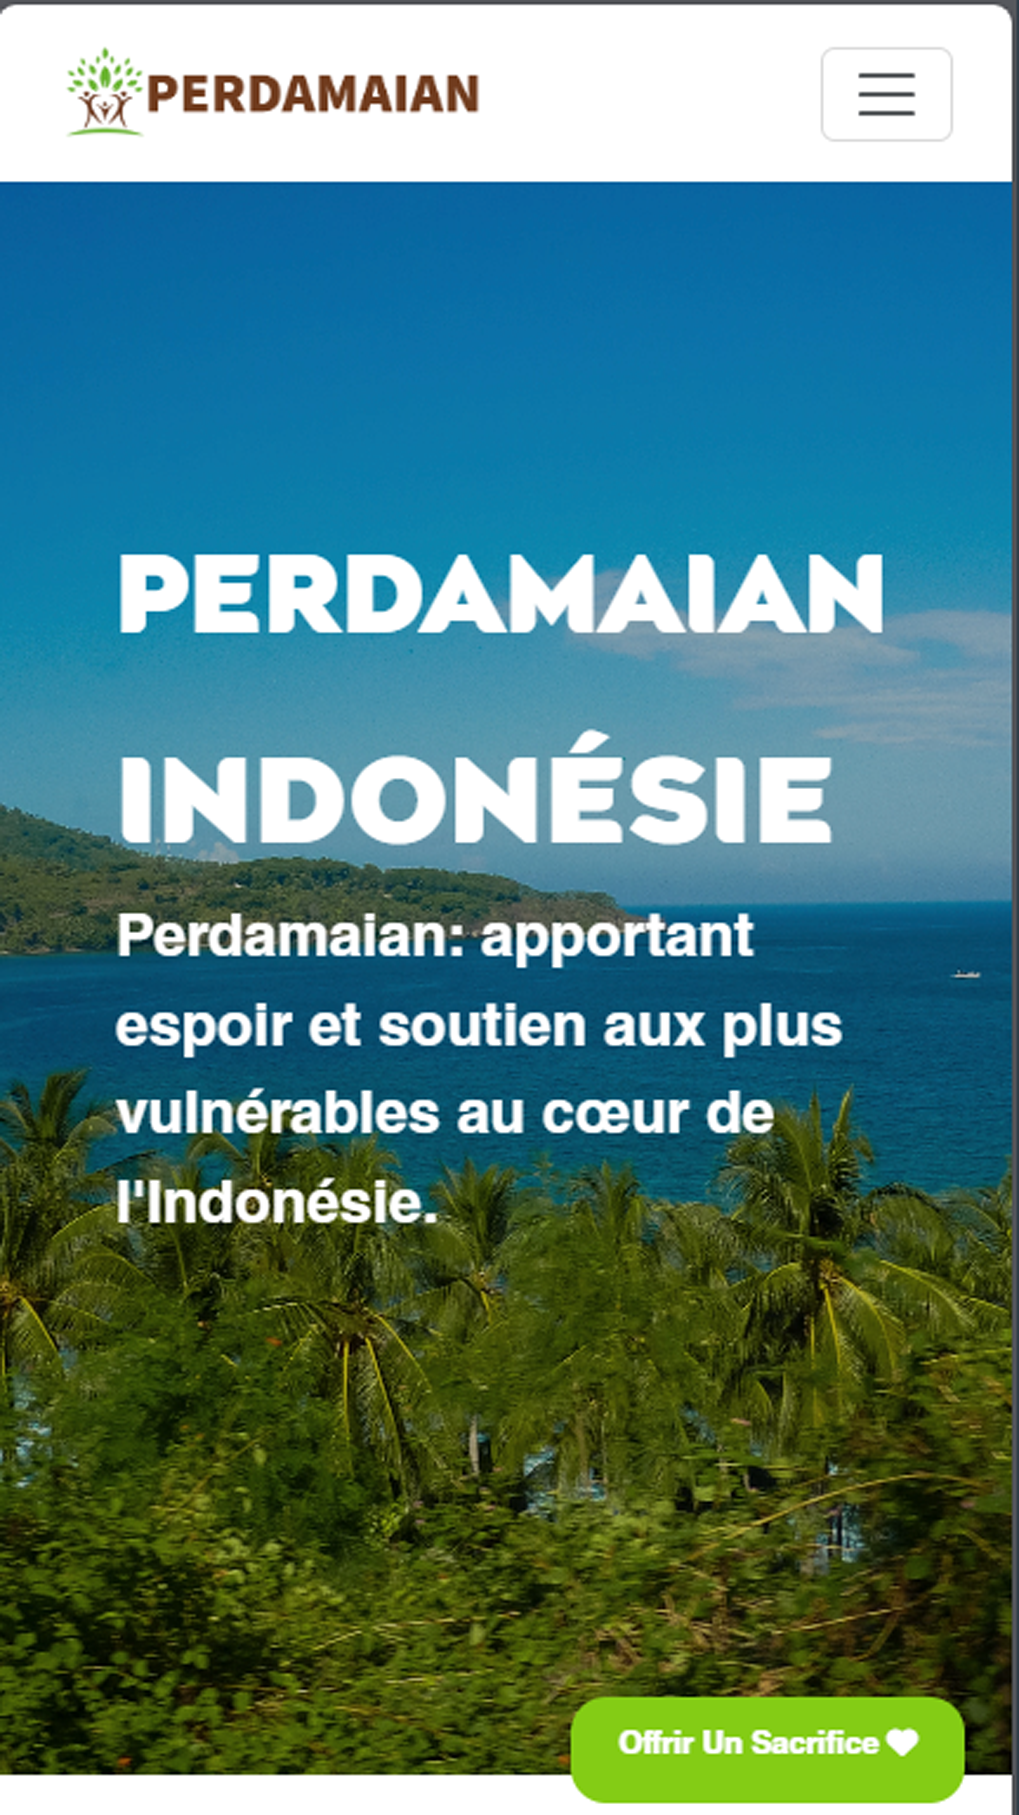 PERDAMAIAN
PERDAMAIAN
INDONÉSIE
Perdamaian: apportant
espoir et soutien aux plus
vulnérables au cœur de
l'Indonésie.
Offrir Un Sacrifice